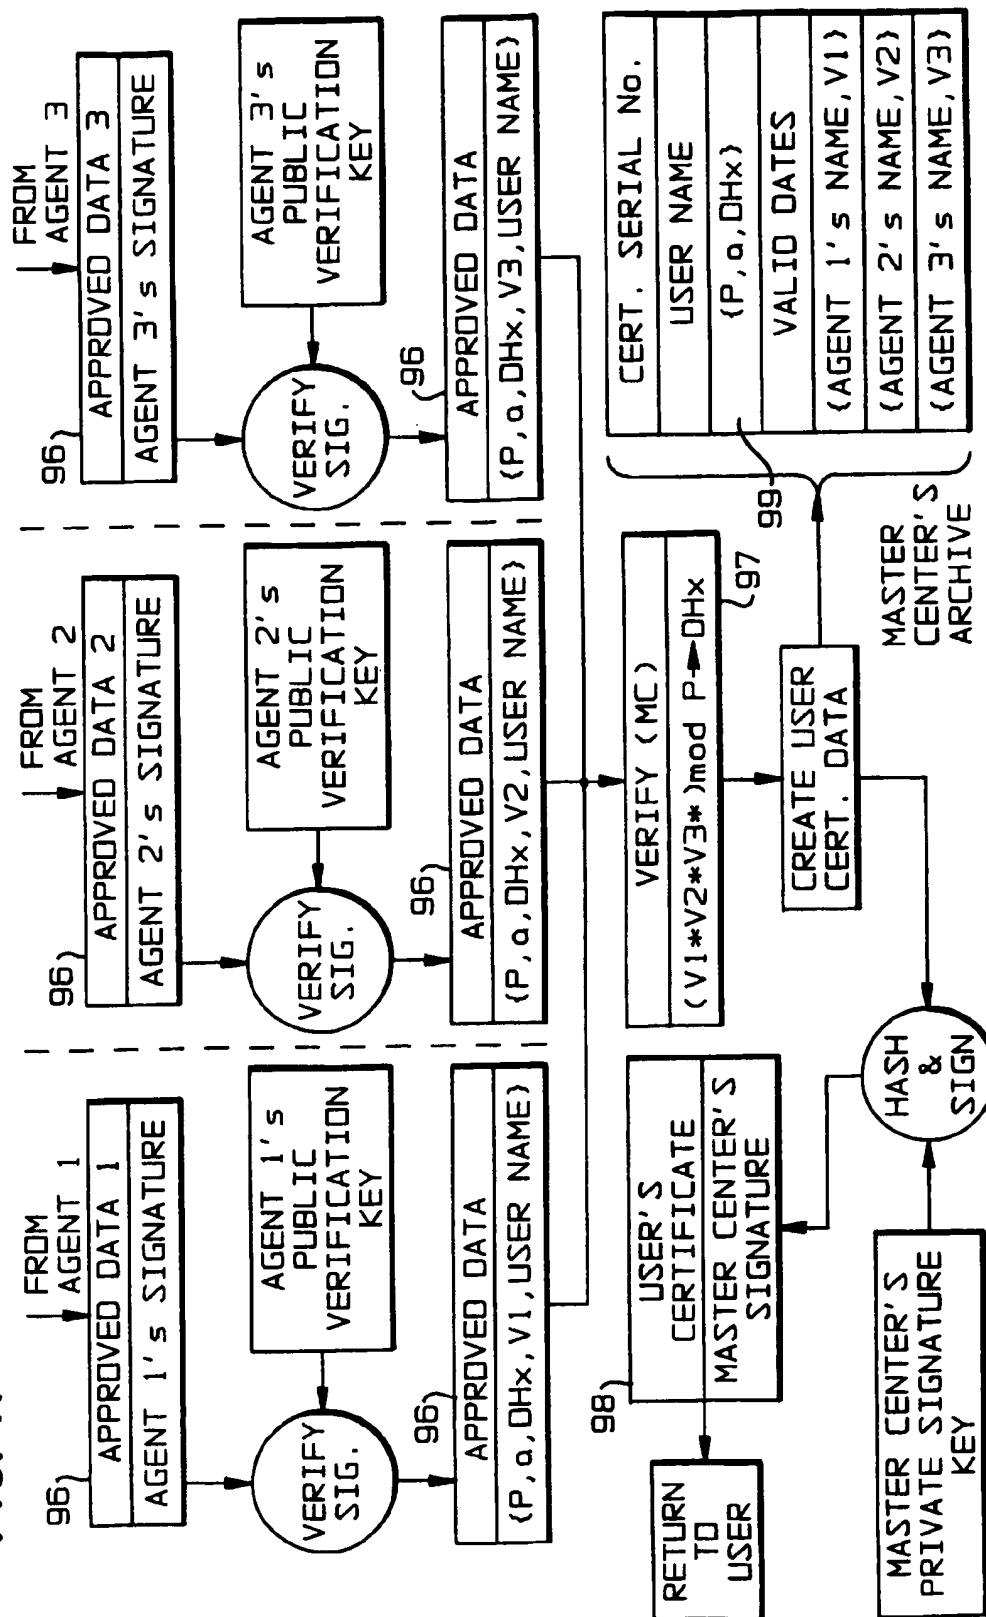 FROM
AGENT 1
96
APPROVED DATA 1
AGENT 1's SIGNATURE
AGENT 1's
PUBLIC
VERIFICATION
KEY
VERIFY
SIG.
96
APPROVED DATA
(P,a,DHx,V1,USER NAME)
FROM
AGENT 2
96
APPROVED DATA 2
AGENT 2's SIGNATURE
AGENT 2's
PUBLIC
VERIFICATION
KEY
VERIFY
SIG.
96
APPROVED DATA
(P,a,DHx,V2,USER NAME)
FROM
AGENT 3
96
APPROVED DATA 3
AGENT 3's SIGNATURE
AGENT 3's
PUBLIC
VERIFICATION
KEY
VERIFY
SIG.
96
APPROVED DATA
(P,a,DHx,V3,USER NAME)
98
USER'S
CERTIFICATE
MASTER CENTER'S
SIGNATURE
RETURN
TO
USER
MASTER CENTER'S
PRIVATE SIGNATURE
KEY
HASH
&
SIGN
VERIFY (MC)
(V1*V2*V3*)mod P→DHx
97
CREATE USER
CERT. DATA
MASTER
CENTER'S
ARCHIVE
99
CERT. SERIAL No.
USER NAME
(P,a,DHx)
VALID DATES
(AGENT 1's NAME,V1)
(AGENT 2's NAME,V2)
(AGENT 3's NAME,V3)